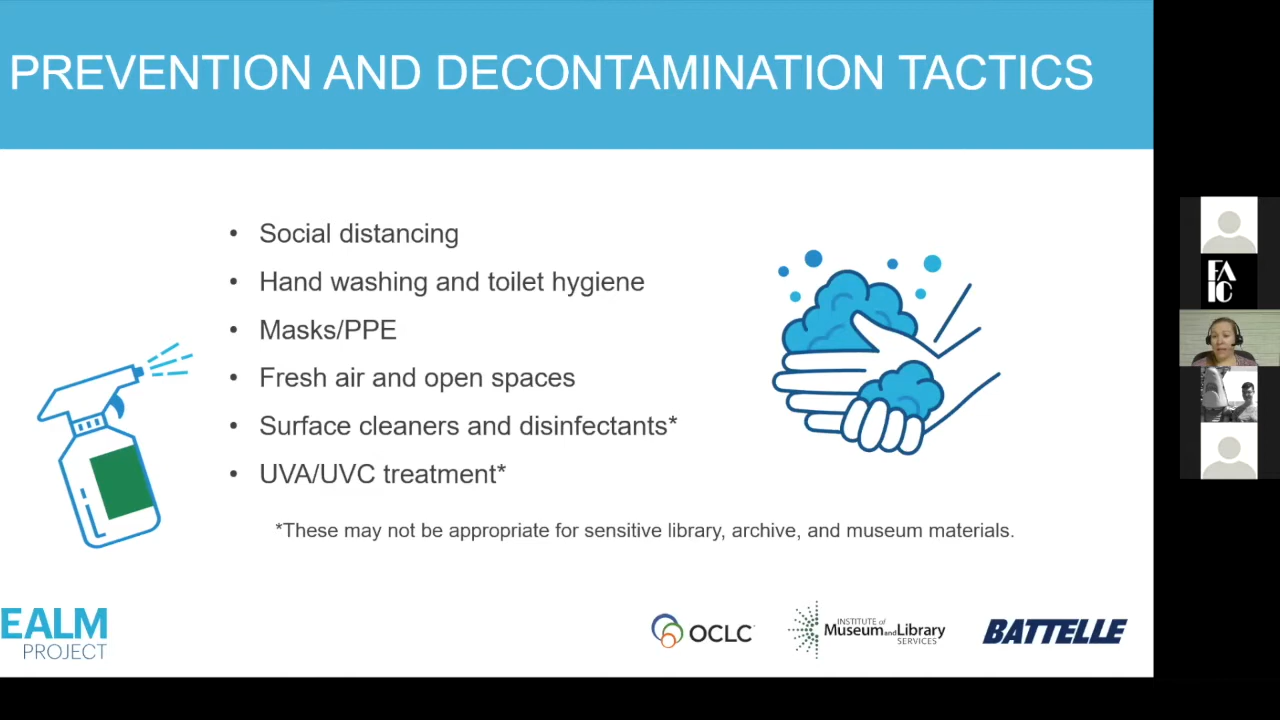 PREVENTION AND DECONTAMINATION TACTICS
• Social distancing
• Hand washing and toilet hygiene
• Masks/PPE
• Fresh air and open spaces
• Surface cleaners and disinfectants*
• UVA/UVC treatment*
*These may not be appropriate for sensitive library, archive, and museum materials.
EALM
PROJECT
OCLC
INSTITUTE of
Museum and Library
SERVICES
BATTELLE
FA
IC